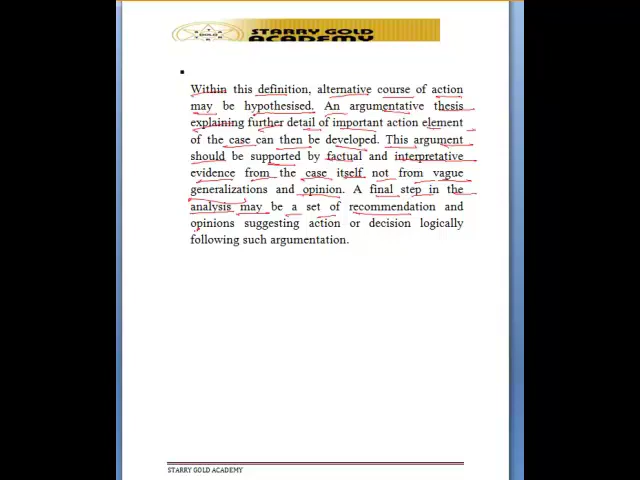 STARRY GOLD
ACADEMY
GOLD
Within this definition, alternative course of action
may be hypothesised. An argumentative thesis
explaining further detail of important action element
of the case can then be developed. This argument
should be supported by factual and interpretative
evidence from the case itself not from vague
generalizations and opinion. A final step in the
analysis may be a set of recommendation and
opinions suggesting action or decision logically
following such argumentation.
STARRY GOLD ACADEMY